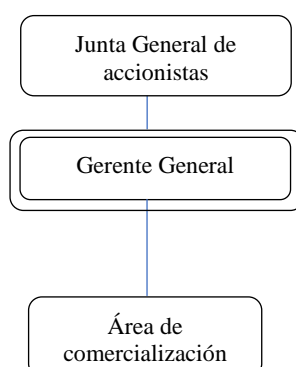 Junta General de
accionistas
Gerente General
Área de
comercialización